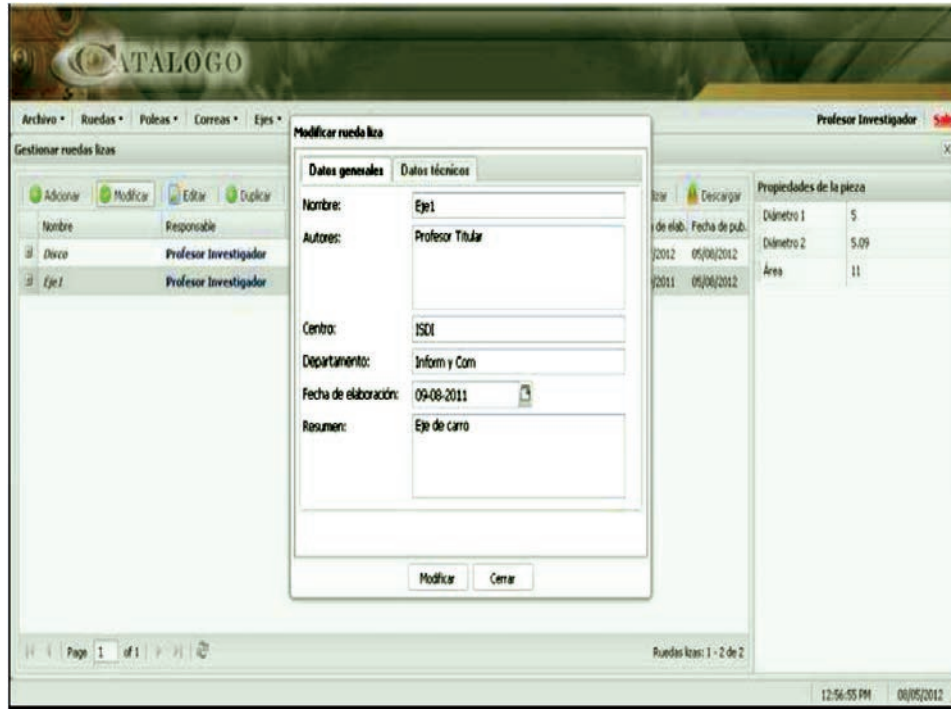 CATALOGO
Archivo Ruedas Poleas Correas Ejes Profesor Investigador
Gestionar ruedas lizas
Adicionar Modificar Editar Duplicar Descargar
Nombre Responsable de elab. Fecha de pub.
Disco Profesor Investigador /2012 05/08/2012
Eje1 Profesor Investigador /2011 05/08/2012
Modificar rueda liza
Datos generales Datos técnicos
Nombre: Eje1
Autores: Profesor Titular
Centro: ISDI
Departamento: Inform y Com
Fecha de elaboración: 09-08-2011
Resumen: Eje de carro
Modificar Cerrar
Propiedades de la pieza
Diámetro 1 5
Diámetro 2 5.09
Área 11
Page 1 of 1 Ruedas lizas: 1 - 2 de 2
12:56:55 PM 08/05/2012